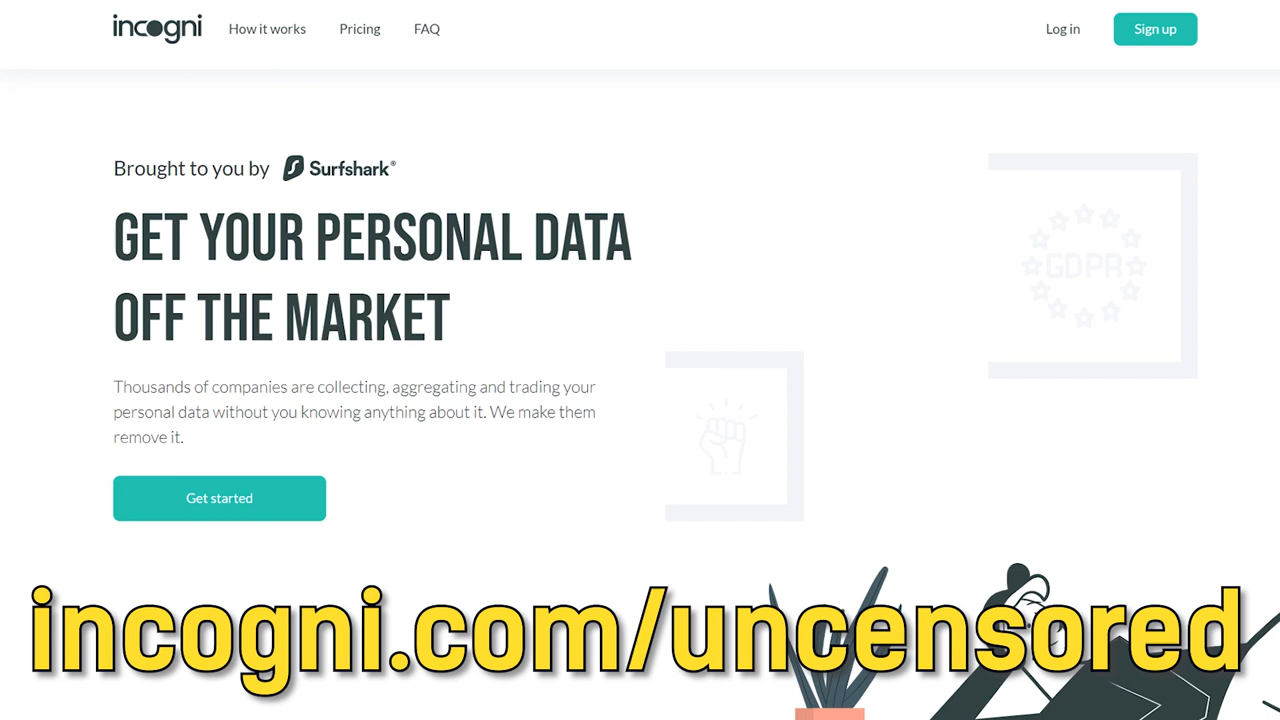 incogni How it works Pricing FAQ Log in Sign up
Brought to you by Surfshark®
GET YOUR PERSONAL DATA
OFF THE MARKET
GDPR
Thousands of companies are collecting, aggregating and trading your
personal data without you knowing anything about it. We make them
remove it.
Get started
incogni.com/uncensored